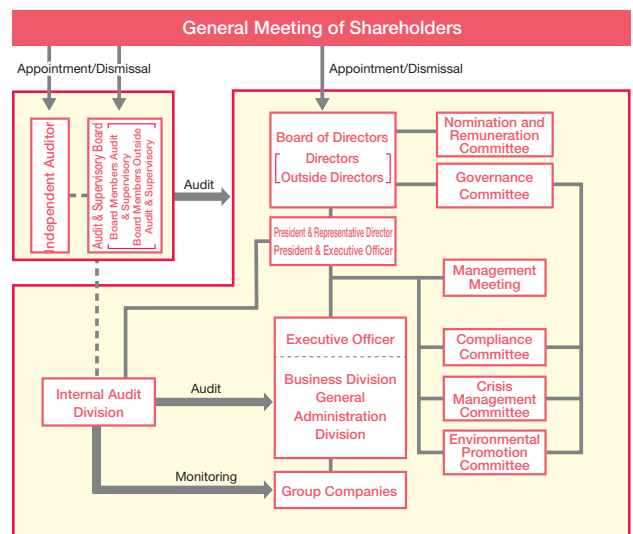 General Meeting of Shareholders
Appointment/Dismissal
Appointment/Dismissal
Independent Auditor
Audit & Supervisory Board
Board Members Audit
& Supervisory
Board Members Outside
Audit & Supervisory
Audit
Board of Directors
Directors
Outside Directors
Nomination and
Remuneration
Committee
Governance
Committee
President & Representative Director
President & Executive Officer
Management
Meeting
Executive Officer
Business Division
General
Administration
Division
Compliance
Committee
Crisis
Management
Committee
Environmental
Promotion
Committee
Internal Audit
Division
Audit
Monitoring
Group Companies